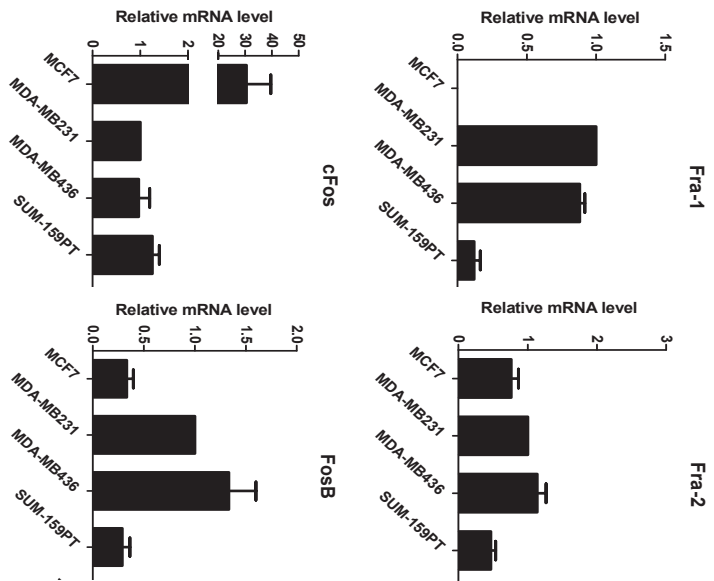 Relative mRNA level
0 1 2 20 30 40 50
MCF7
MDA-MB231
MDA-MB436
SUM-159PT
cFos
Relative mRNA level
0.0 0.5 1.0 1.5
MCF7
MDA-MB231
MDA-MB436
SUM-159PT
Fra-1
Relative mRNA level
0.0 0.5 1.0 1.5 2.0
MCF7
MDA-MB231
MDA-MB436
SUM-159PT
FosB
Relative mRNA level
0 1 2 3
MCF7
MDA-MB231
MDA-MB436
SUM-159PT
Fra-2